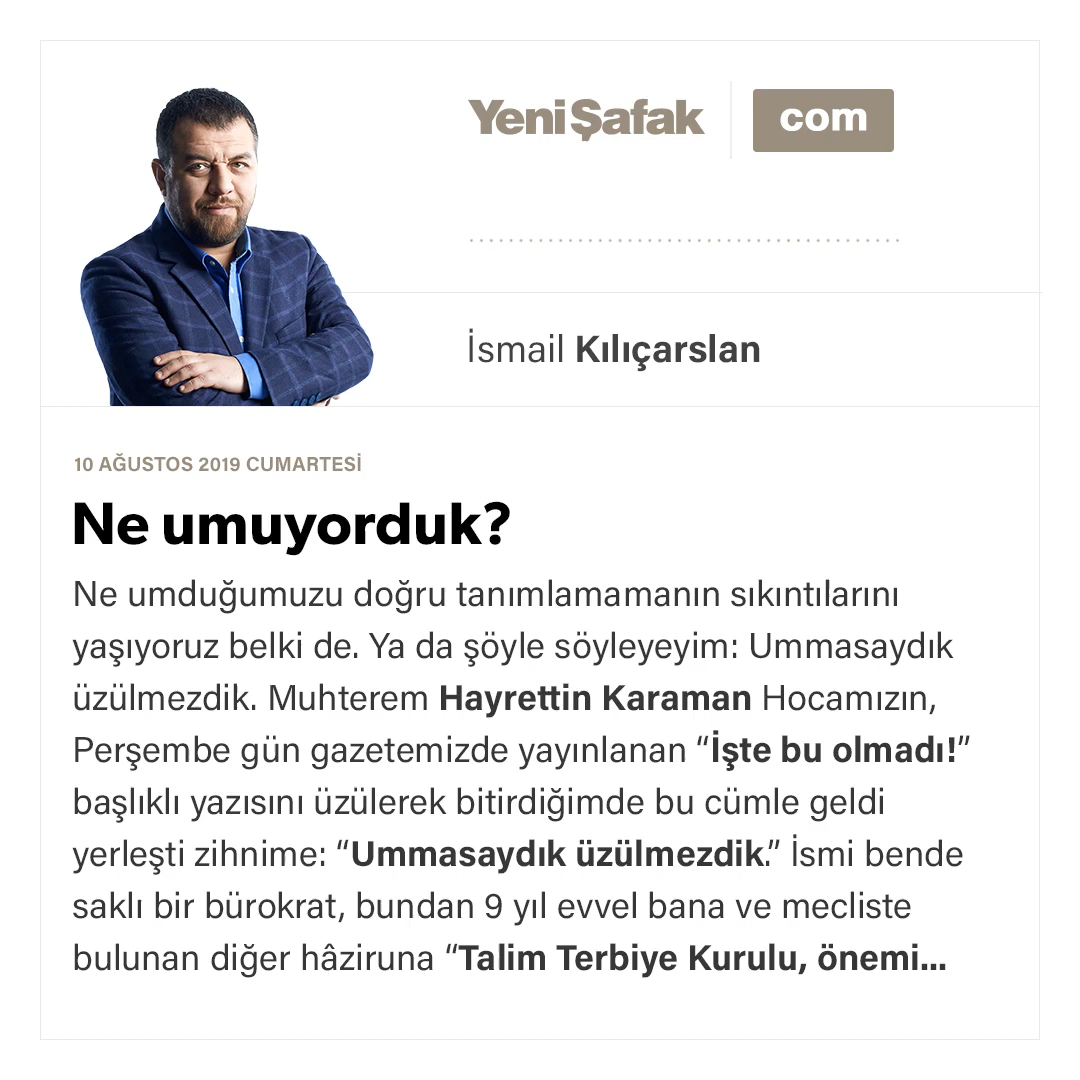 YeniŞafak
com
İsmail Kılıçarslan
10 AĞUSTOS 2019 CUMARTESİ
Ne umuyorduk?
Ne umduğumuzu doğru tanımlamamanın sıkıntılarını
yaşıyoruz belki de. Ya da şöyle söyleyeyim: Ummasaydık
üzülmezdik. Muhterem Hayrettin Karaman Hocamızın,
Perşembe gün gazetemizde yayınlanan “İşte bu olmadı!”
başlıklı yazısını üzülerek bitirdiğimde bu cümle geldi
yerleşti zihnime: “Ummasaydık üzülmezdik.” İsmi bende
saklı bir bürokrat, bundan 9 yıl evvel bana ve mecliste
bulunan diğer hâziruna “Talim Terbiye Kurulu, önemi...